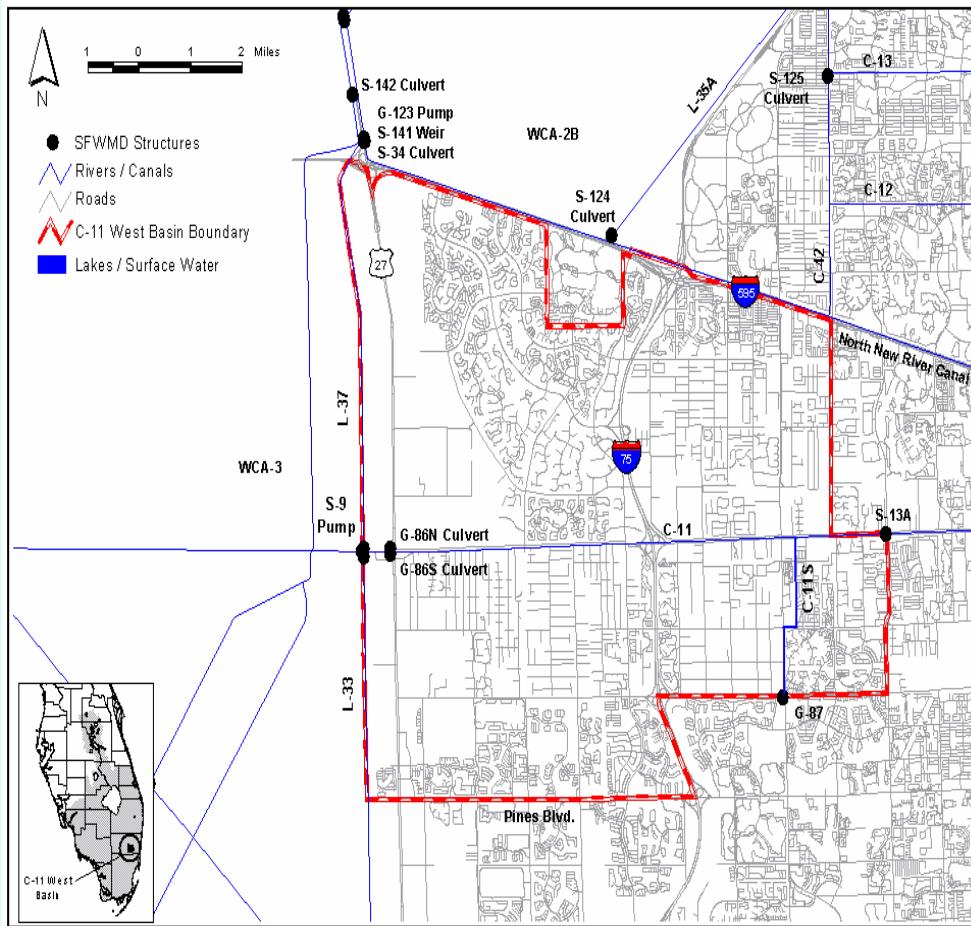 1 0 1 2 Miles
N
SFWMD Structures
Rivers / Canals
Roads
C-11 West Basin Boundary
Lakes / Surface Water
S-142 Culvert
G-123 Pump
S-141 Weir
S-34 Culvert
WCA-2B
L-35A
S-125
Culvert
C-13
C-12
S-124
Culvert
C-42
27
595
North New River Canal
L-37
WCA-3
75
S-9
Pump
G-86N Culvert
G-86S Culvert
C-11
S-13A
C-11 S
L-33
G-87
Pines Blvd.
C-11 West
Basin